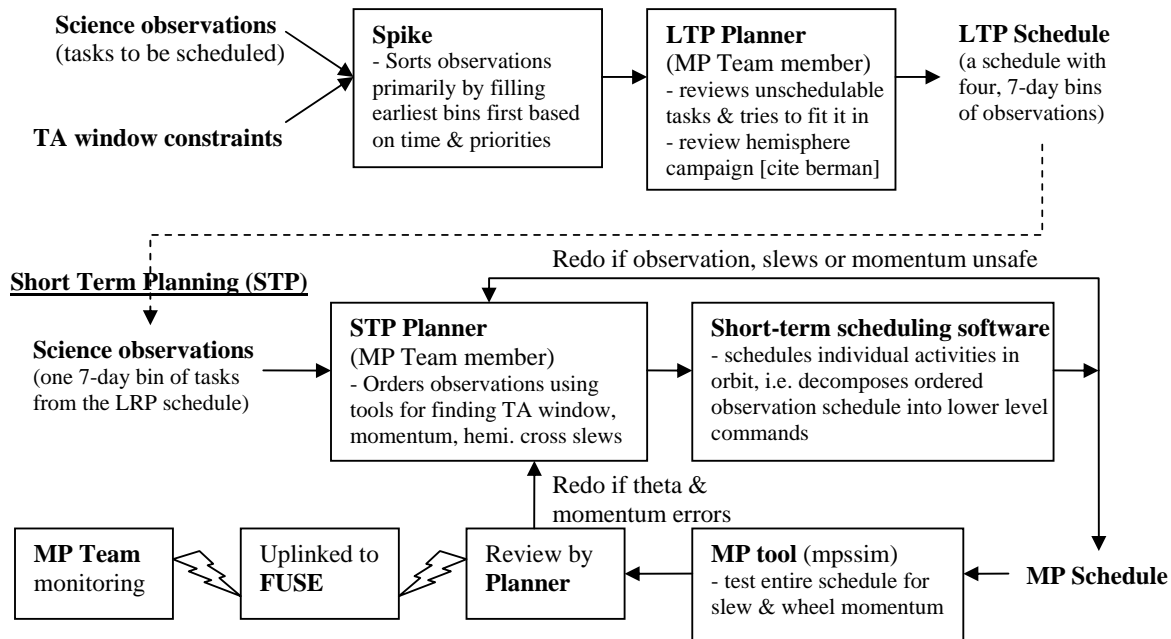 Science observations
(tasks to be scheduled)
TA window constraints
Spike
- Sorts observations
primarily by filling
earliest bins first based
on time & priorities
LTP Planner
(MP Team member)
- reviews unschedulable
tasks & tries to fit it in
- review hemisphere
campaign [cite berman]
LTP Schedule
(a schedule with
four, 7-day bins
of observations)
Short Term Planning (STP)
Redo if observation, slews or momentum unsafe
Science observations
(one 7-day bin of tasks
from the LRP schedule)
STP Planner
(MP Team member)
- Orders observations using
tools for finding TA window,
momentum, hemi. cross slews
Short-term scheduling software
- schedules individual activities in
orbit, i.e. decomposes ordered
observation schedule into lower level
commands
Redo if theta &
momentum errors
MP Team
monitoring
Uplinked to
FUSE
Review by
Planner
MP tool (mpssim)
- test entire schedule for
slew & wheel momentum
MP Schedule